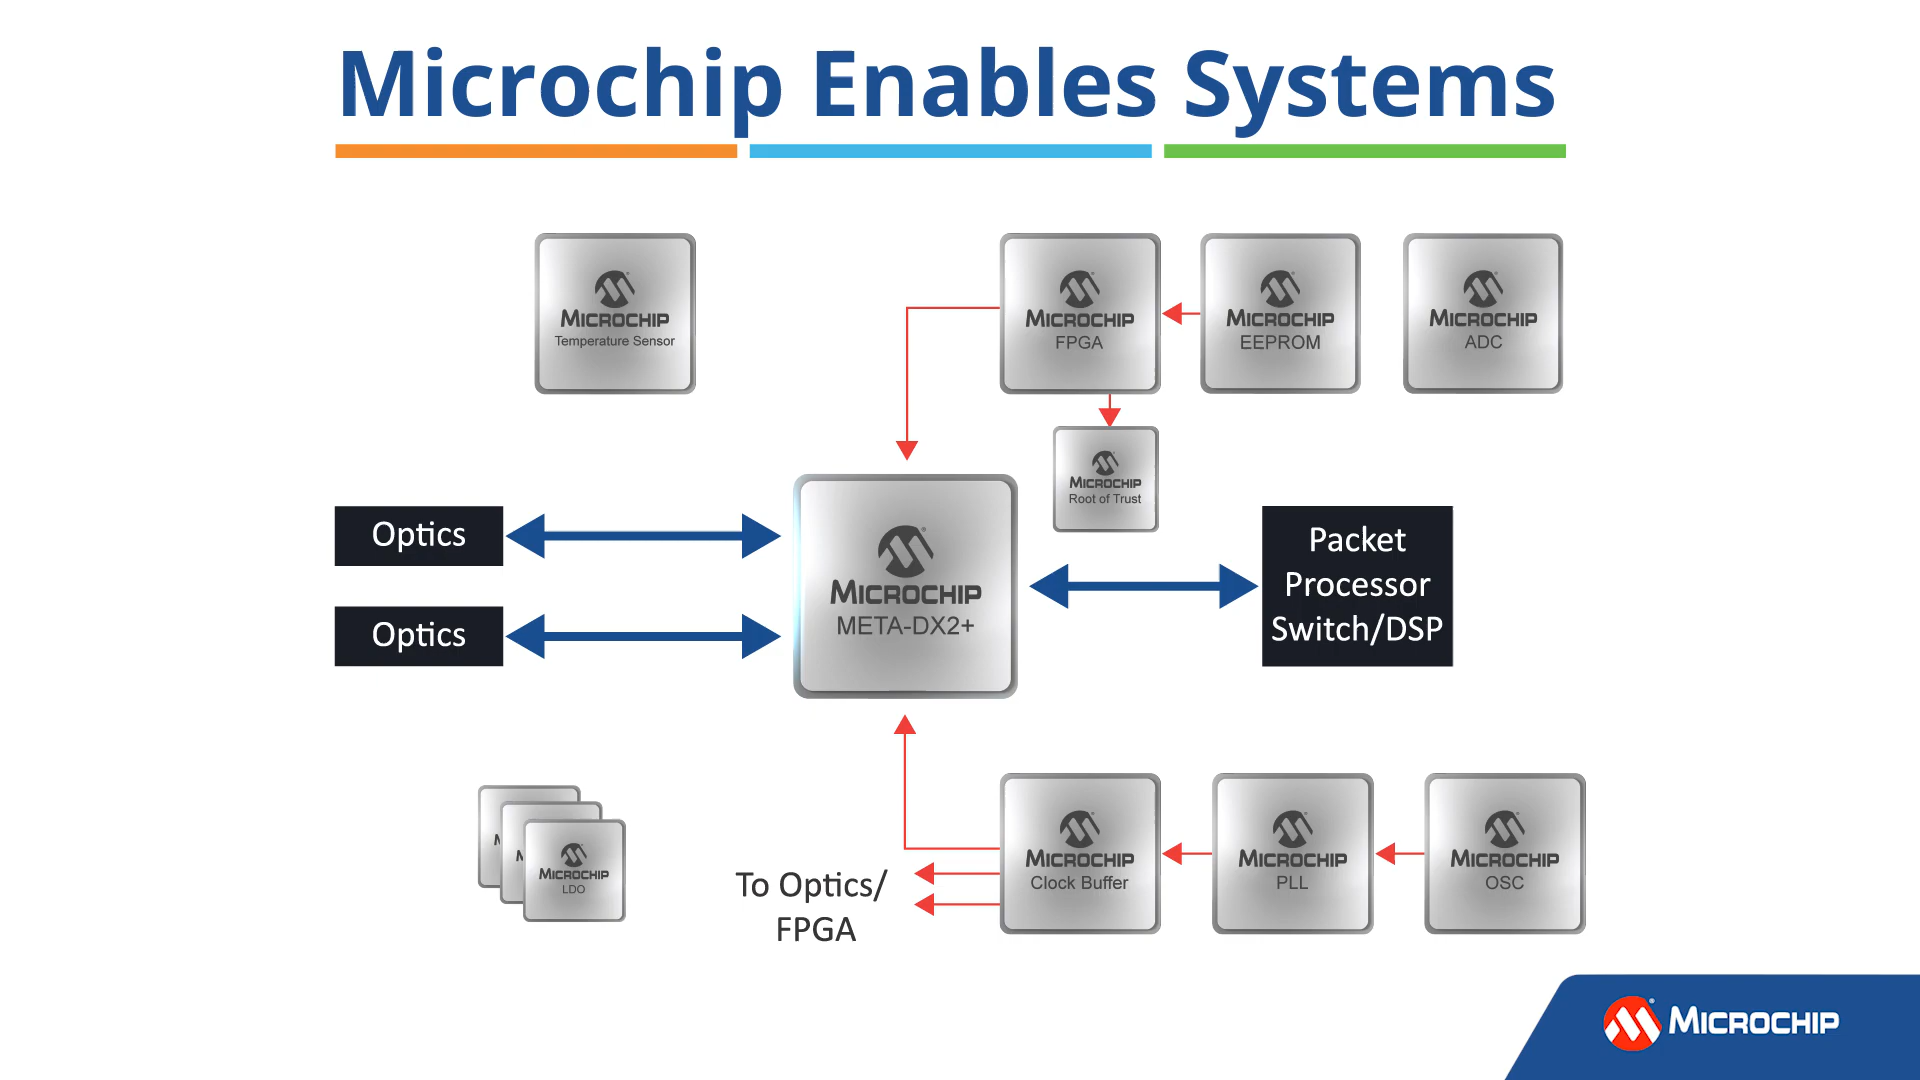 Microchip Enables Systems
MICROCHIP
Temperature Sensor
MICROCHIP
FPGA
MICROCHIP
EEPROM
MICROCHIP
ADC
MICROCHIP
Root of Trust
Optics
Optics
MICROCHIP
META-DX2+
Packet
Processor
Switch/DSP
MICROCHIP
LDO
To Optics/
FPGA
MICROCHIP
Clock Buffer
MICROCHIP
PLL
MICROCHIP
OSC
MICROCHIP